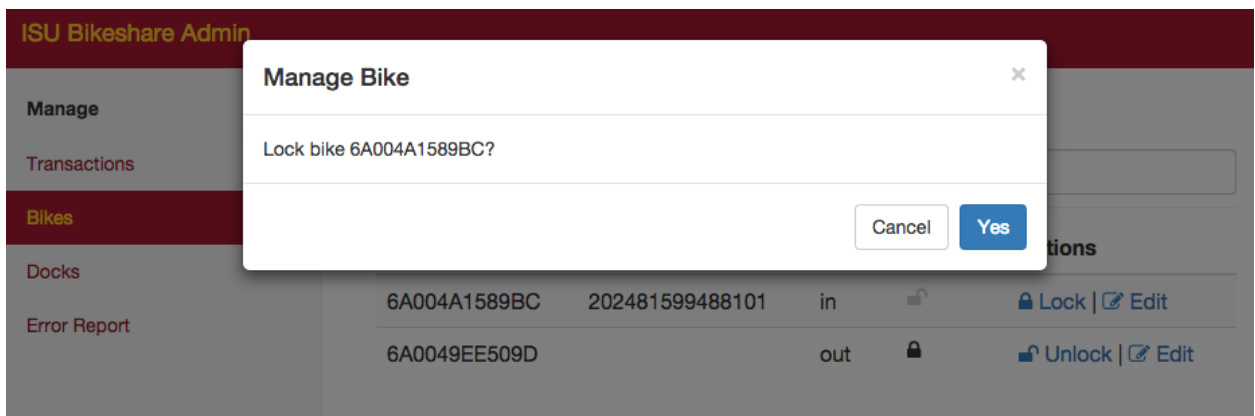 ISU Bikeshare Admin
Manage Bike
×
Manage
Lock bike 6A004A1589BC?
Transactions
Bikes
Cancel Yes
tions
Docks
6A004A1589BC 202481599488101 in Lock | Edit
Error Report
6A0049EE509D out Unlock | Edit